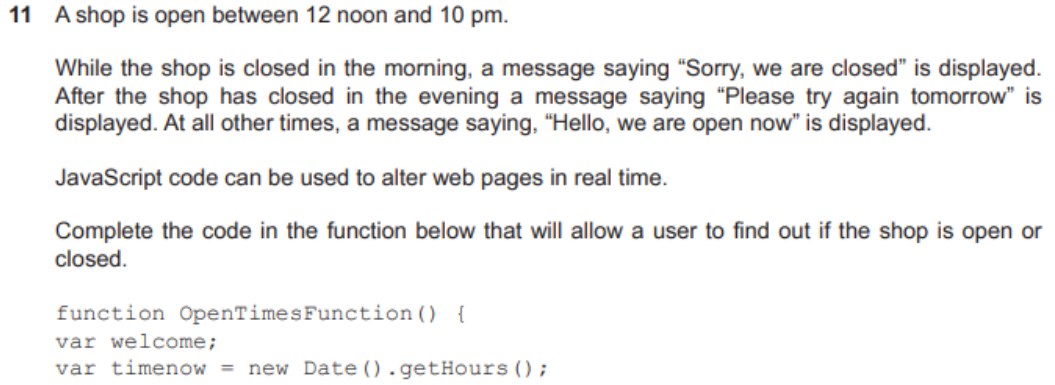 11 A shop is open between 12 noon and 10 pm.
While the shop is closed in the morning, a message saying “Sorry, we are closed” is displayed.
After the shop has closed in the evening a message saying “Please try again tomorrow” is
displayed. At all other times, a message saying, “Hello, we are open now” is displayed.
JavaScript code can be used to alter web pages in real time.
Complete the code in the function below that will allow a user to find out if the shop is open or
closed.
function OpenTimesFunction() {
var welcome;
var timenow = new Date().getHours();